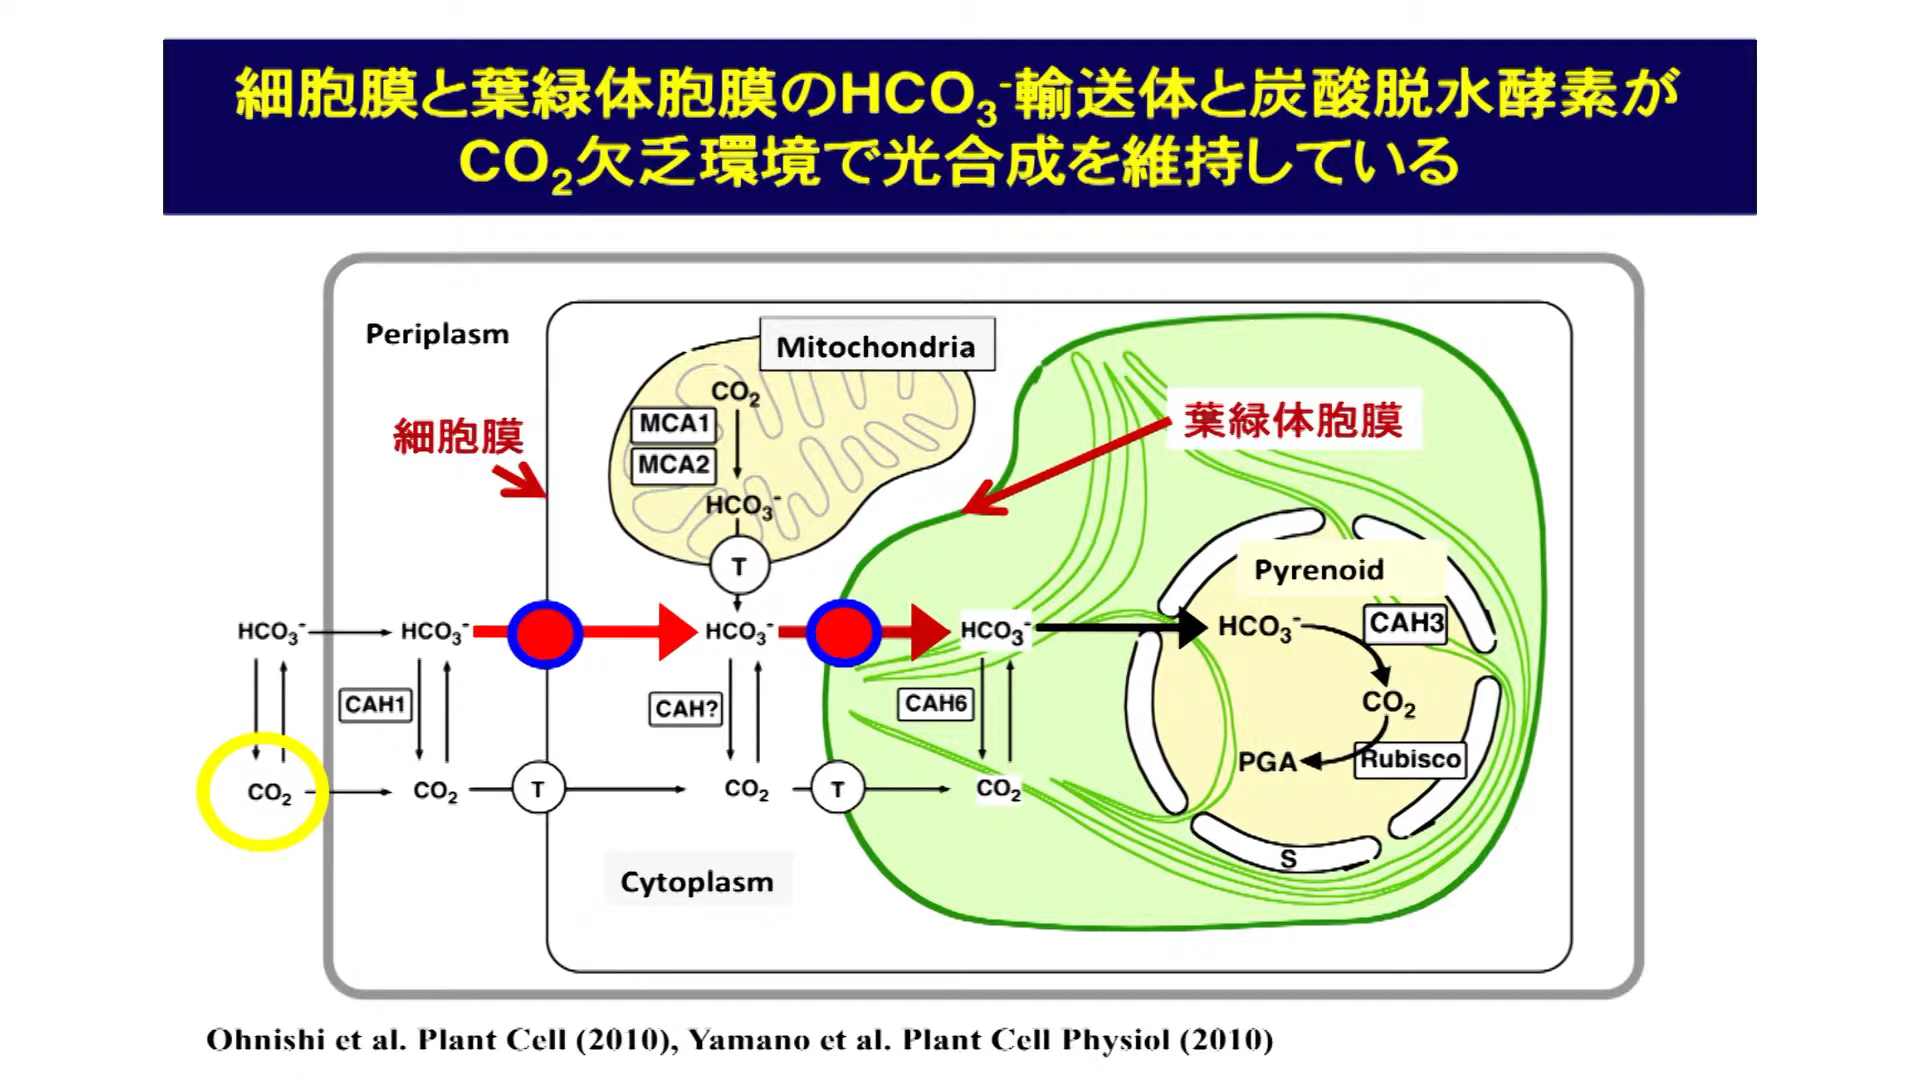 細胞膜と葉緑体胞膜のHCO₃⁻輸送体と炭酸脱水酵素が
CO₂欠乏環境で光合成を維持している
Periplasm
Mitochondria
細胞膜
CO₂
MCA1
MCA2
HCO₃⁻
T
葉緑体胞膜
Pyrenoid
HCO₃⁻
HCO₃⁻
HCO₃⁻
HCO₃⁻
HCO₃⁻
CAH3
CAH1
CAH?
CAH6
CO₂
PGA
Rubisco
CO₂
CO₂
T
CO₂
T
CO₂
S
Cytoplasm
Ohnishi et al. Plant Cell (2010), Yamano et al. Plant Cell Physiol (2010)